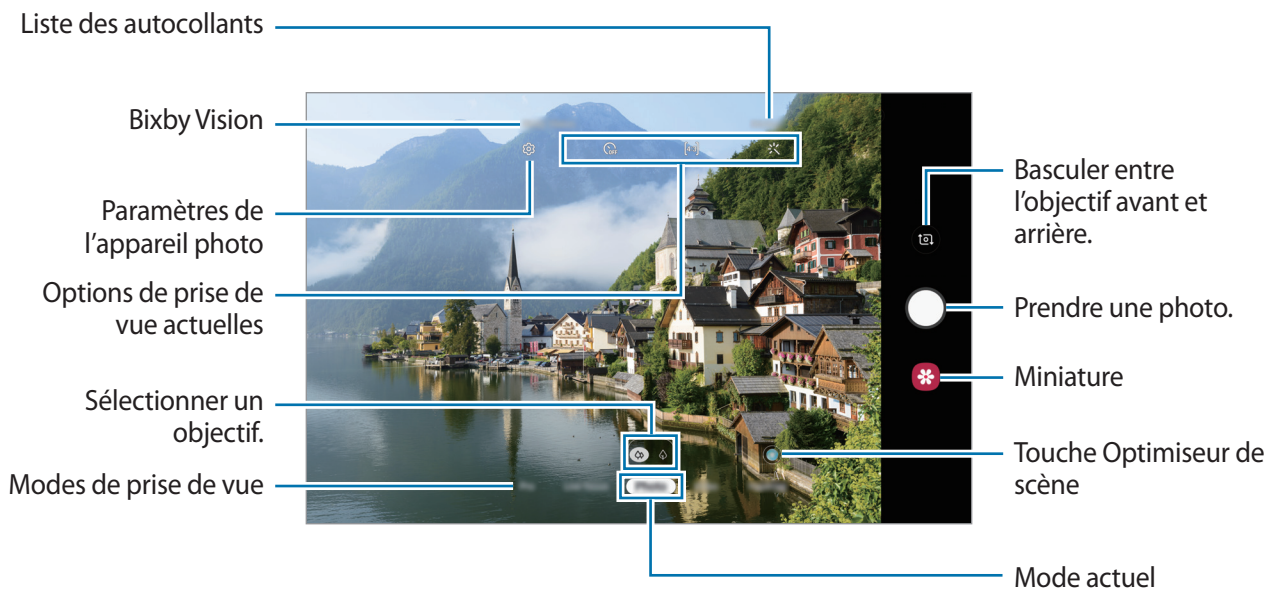 Liste des autocollants
Bixby Vision
Paramètres de
l'appareil photo
Options de prise de
vue actuelles
Sélectionner un
objectif.
Modes de prise de vue
OFF
Basculer entre
l'objectif avant et
arrière.
Prendre une photo.
Miniature
Touche Optimiseur de
scène
Mode actuel